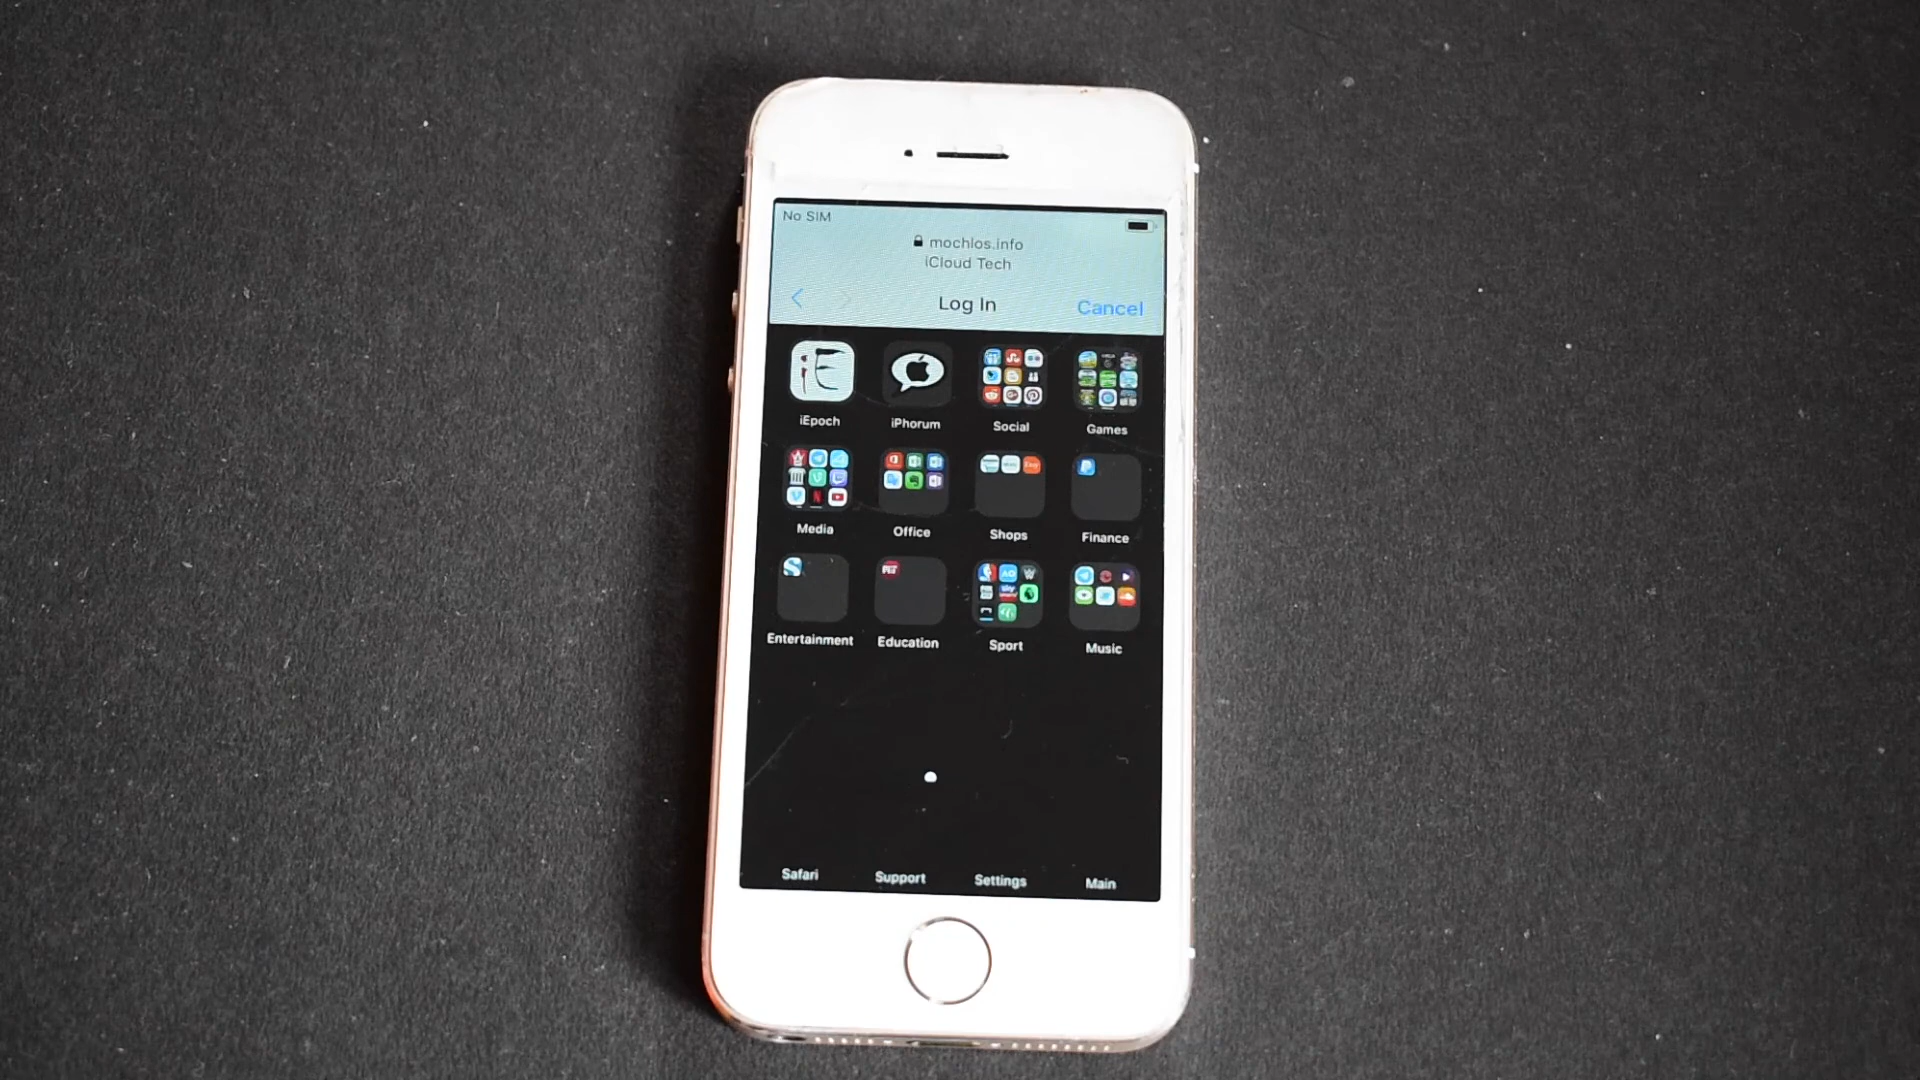 No SIM
mochlos.info
iCloud Tech
Log In
Cancel
iEpoch
iPhorum
Social
Games
Media
Office
Shops
Finance
Entertainment
Education
Sport
Music
Safari
Support
Settings
Main